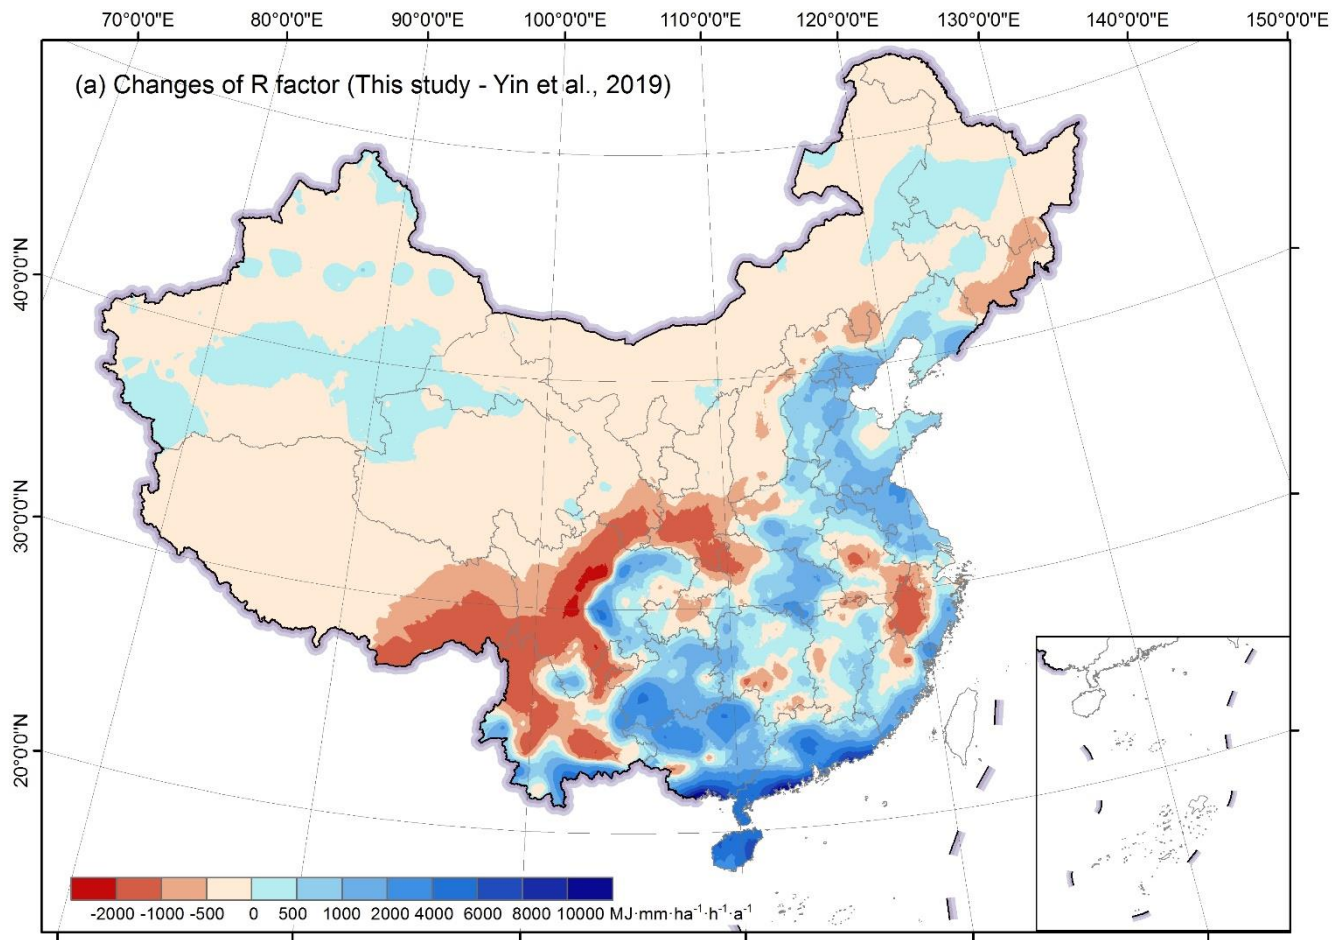 70°0'0"E 80°0'0"E 90°0'0"E 100°0'0"E 110°0'0"E 120°0'0"E 130°0'0"E 140°0'0"E 150°0'0"E
(a) Changes of R factor (This study - Yin et al., 2019)
40°0'0"N
30°0'0"N
20°0'0"N
-2000 -1000 -500 0 500 1000 2000 4000 6000 8000 10000 MJ·mm·ha⁻¹·h⁻¹·a⁻¹